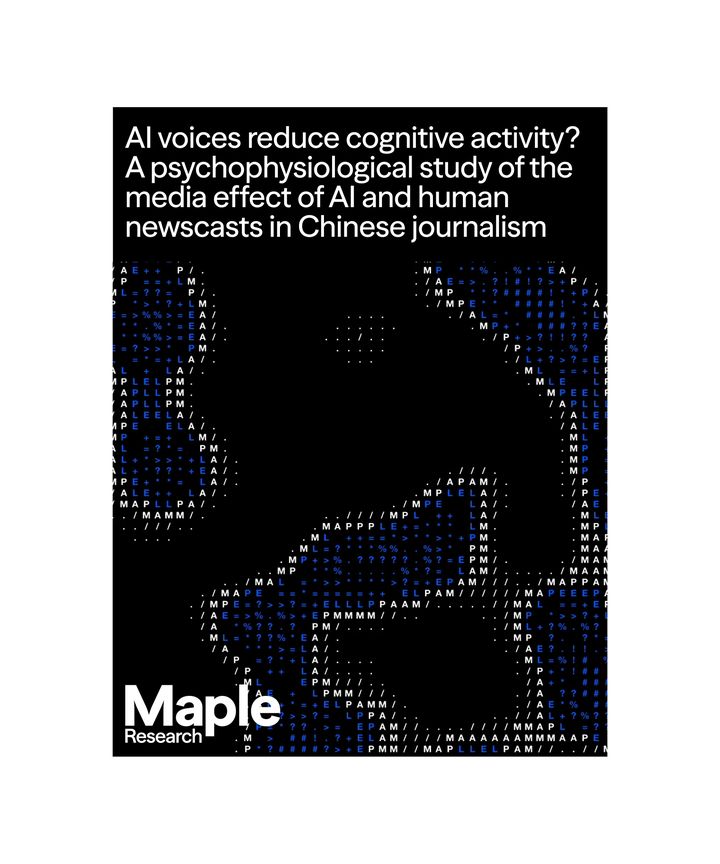 AI voices reduce cognitive activity?
A psychophysiological study of the
media effect of AI and human
newscasts in Chinese journalism
Maple
Research